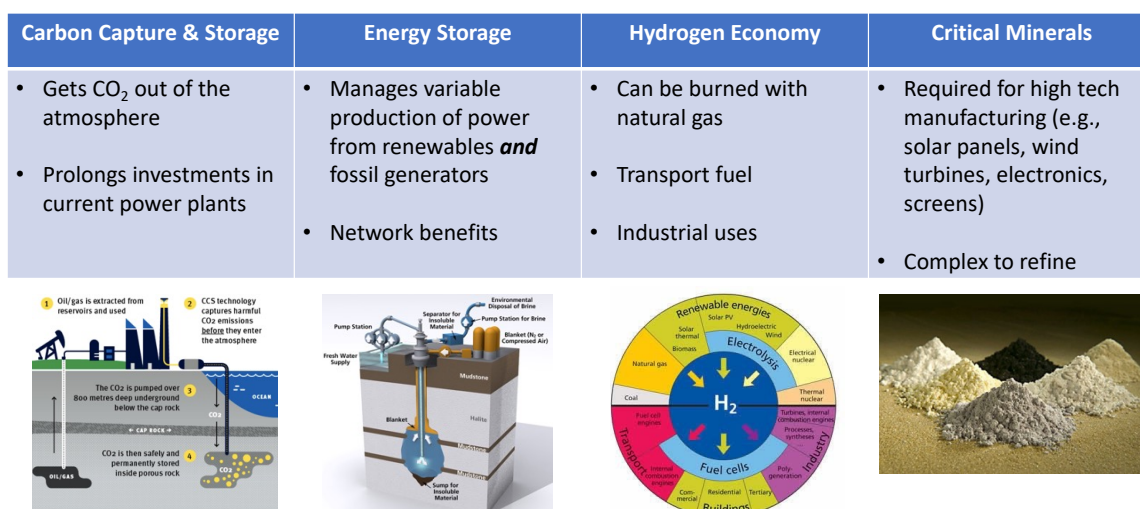 Carbon Capture & Storage
Energy Storage
Hydrogen Economy
Critical Minerals
• Gets CO₂ out of the
atmosphere
• Prolongs investments in
current power plants
• Manages variable
production of power
from renewables and
fossil generators
• Network benefits
• Can be burned with
natural gas
• Transport fuel
• Industrial uses
• Required for high tech
manufacturing (e.g.,
solar panels, wind
turbines, electronics,
screens)
• Complex to refine
1 Oil/gas is extracted from
reservoirs and used
2 CCS technology
captures harmful
CO2 emissions
before they enter
the atmosphere
The CO2 is pumped over
800 metres deep underground
below the cap rock
3
OCEAN
CO2
CAP ROCK
CO2 is then safely and
permanently stored
inside porous rock
4
OIL/GAS
CO2
Environmental
Disposal of Brine
Separator for
Insoluble
Material
Pump Station for Brine
Pump Station
Blanket (N₂ or
Compressed Air)
Fresh Water
Supply
Mudstone
Halite
Blanket
Mudstone
Mudstone
Sump for
Insoluble Material
Renewable energies
Solar PV
Solar
thermal
Hydroelectric
Wind
Biomass
Electrolysis
Natural gas
Electrical
nuclear
Coal
Thermal
nuclear
H₂
Fuel cell
engines
Turbines, internal
combustion engines
Processes,
syntheses
Transport
Industry
Internal
combustion
engines
Fuel cells
Poly-
generation
Com-
mercial
Residential
Tertiary
Buildings